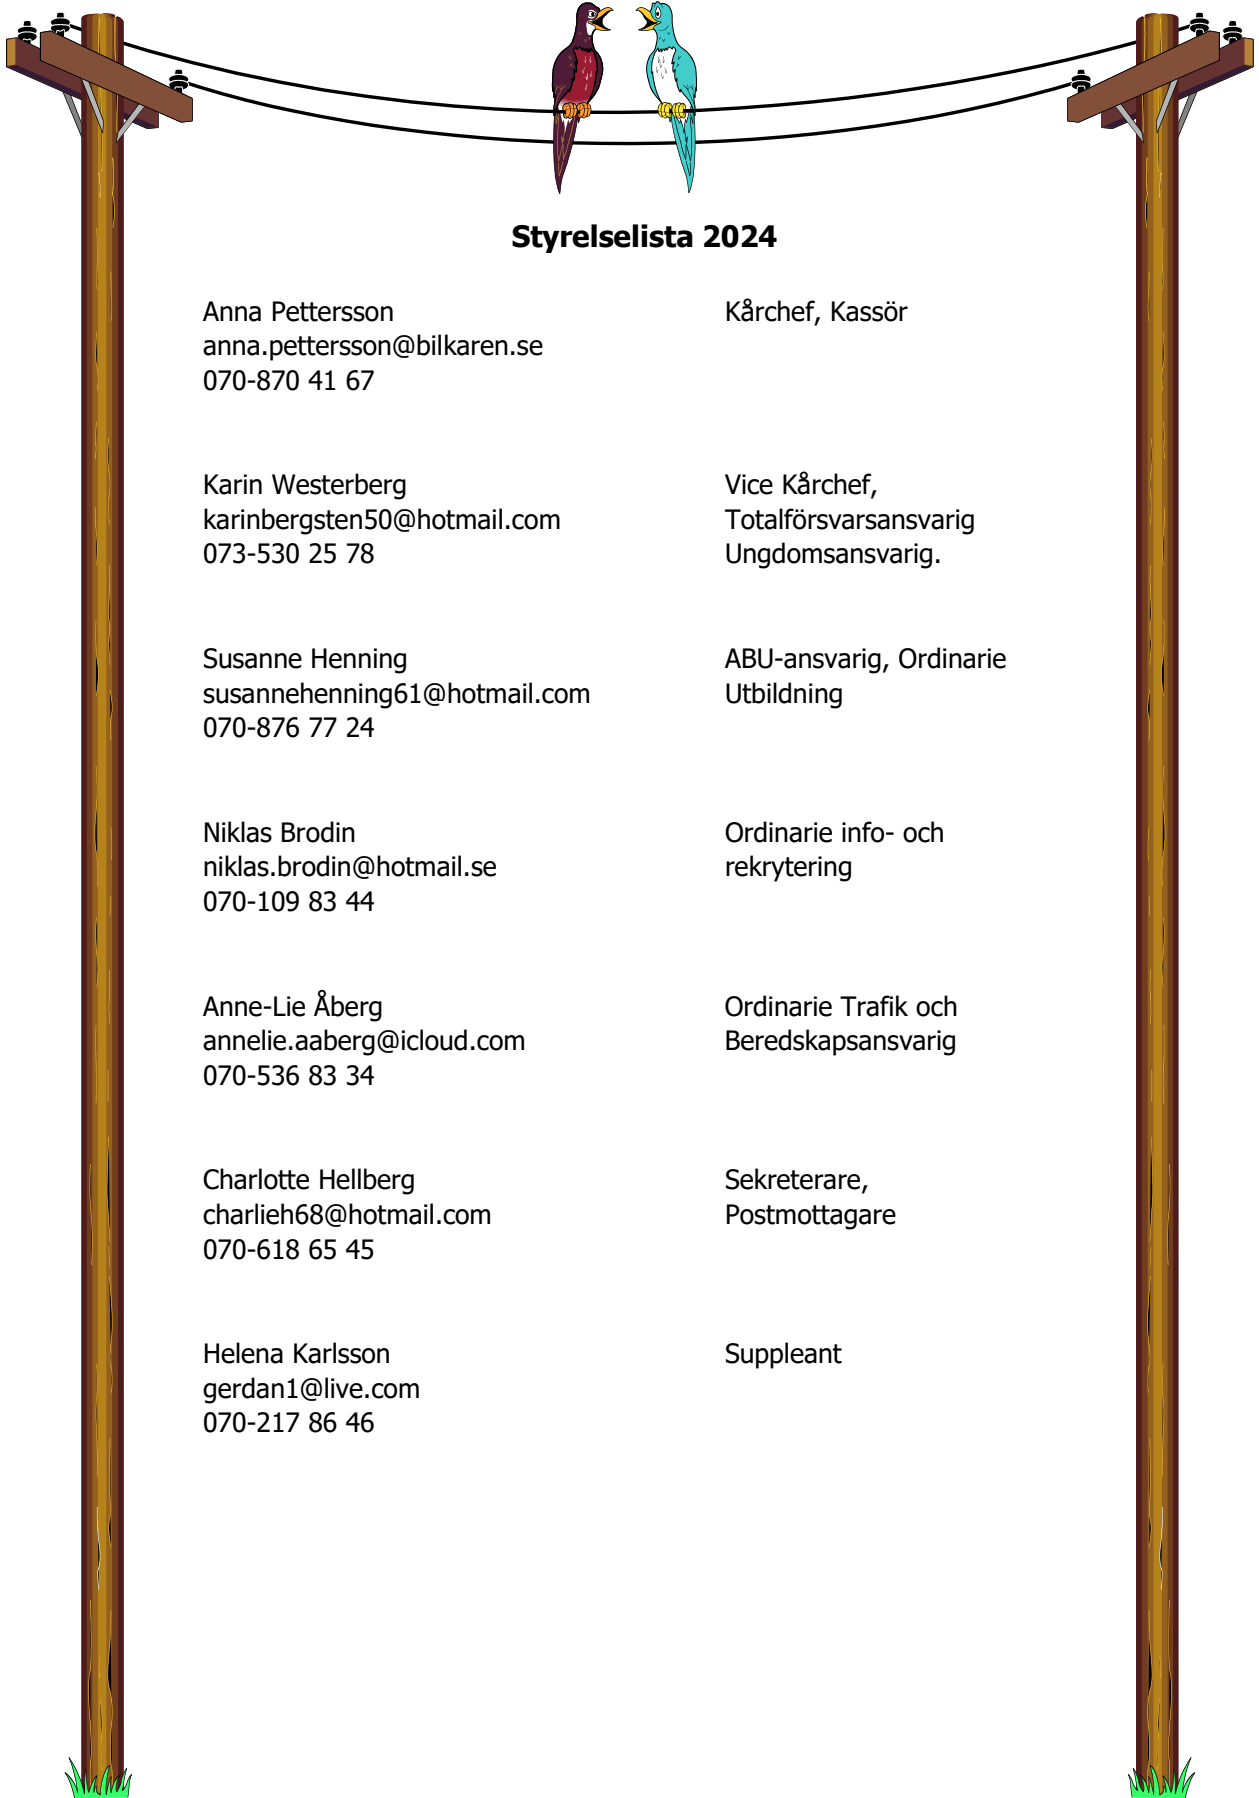 Styrelselista 2024
Anna Pettersson
Kårchef, Kassör
anna.pettersson@bilkaren.se
070-870 41 67
Karin Westerberg
Vice Kårchef,
karinbergsten50@hotmail.com
Totalförsvarsansvarig
073-530 25 78
Ungdomsansvarig.
Susanne Henning
ABU-ansvarig, Ordinarie
susannehenning61@hotmail.com
Utbildning
070-876 77 24
Niklas Brodin
Ordinarie info- och
niklas.brodin@hotmail.se
rekrytering
070-109 83 44
Anne-Lie Åberg
Ordinarie Trafik och
annelie.aaberg@icloud.com
Beredskapsansvarig
070-536 83 34
Charlotte Hellberg
Sekreterare,
charlieh68@hotmail.com
Postmottagare
070-618 65 45
Helena Karlsson
Suppleant
gerdan1@live.com
070-217 86 46